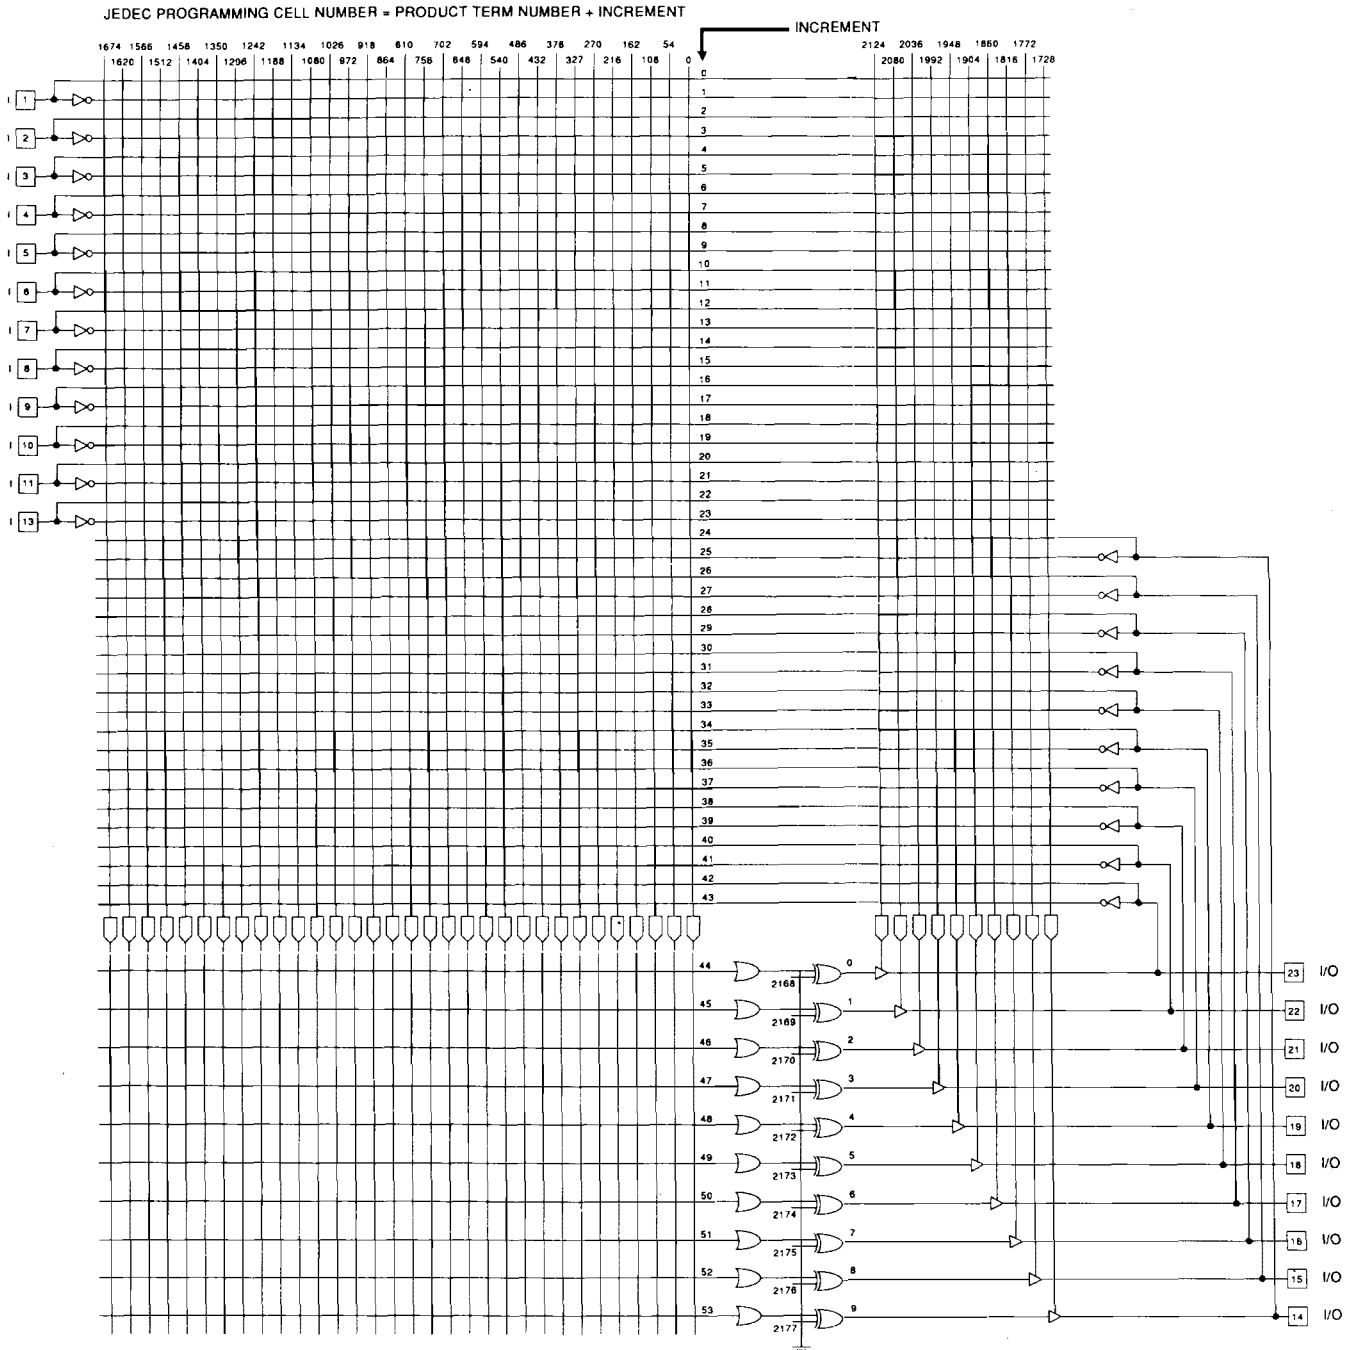 JEDEC PROGRAMMING CELL NUMBER = PRODUCT TERM NUMBER + INCREMENT
INCREMENT
1674 1566 1458 1350 1242 1134 1026 918 810 702 594 486 378 270 162 54
1620 1512 1404 1296 1188 1080 972 864 756 648 540 432 327 216 108 0
2124 2036 1948 1860 1772
2080 1992 1904 1816 1728
0
I 1 1
2
I 2 3
4
I 3 5
6
I 4 7
8
I 5 9
10
I 6 11
12
I 7 13
14
I 8 15
16
I 9 17
18
I 10 19
20
I 11 21
22
I 13 23
24
25
26
27
28
29
30
31
32
33
34
35
36
37
38
39
40
41
42
43
44 2168 0 23 I/O
45 2169 1 22 I/O
46 2170 2 21 I/O
47 2171 3 20 I/O
48 2172 4 19 I/O
49 2173 5 18 I/O
50 2174 6 17 I/O
51 2175 7 16 I/O
52 2176 8 15 I/O
53 2177 9 14 I/O